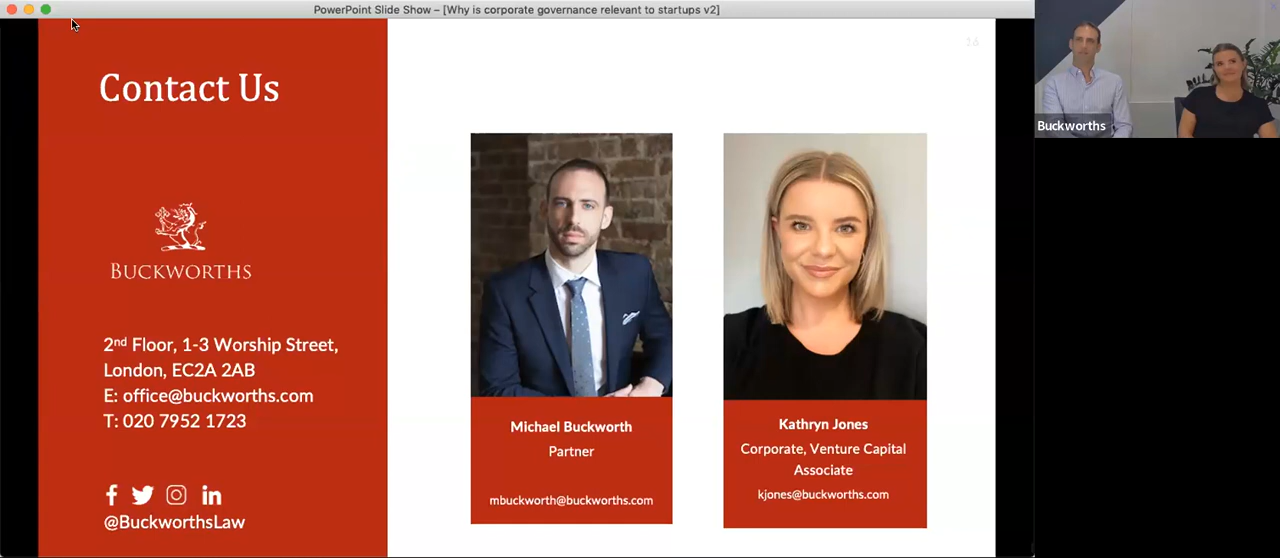 PowerPoint Slide Show – [Why is corporate governance relevant to startups v2]
16
Contact Us
BUCKWORTHS
2nd Floor, 1-3 Worship Street,
London, EC2A 2AB
E: office@buckworths.com
T: 020 7952 1723
@BuckworthsLaw
Michael Buckworth
Partner
mbuckworth@buckworths.com
Kathryn Jones
Corporate, Venture Capital
Associate
kjones@buckworths.com
Buckworths